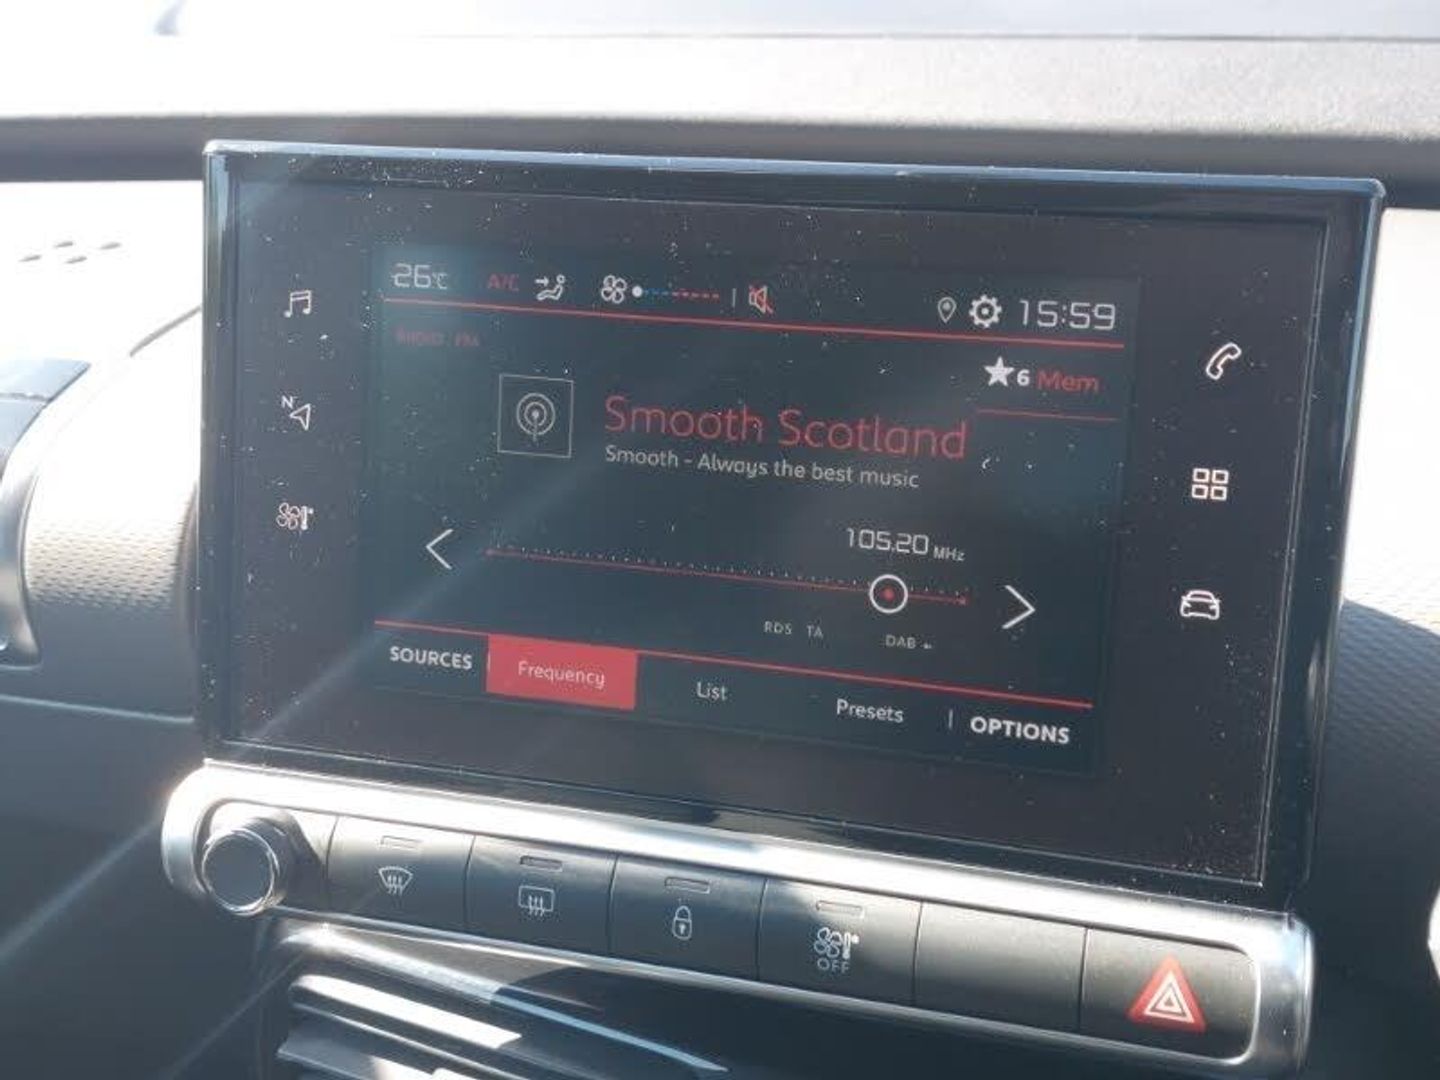 26°C A/C 15:59
6 Mem
Smooth Scotland
Smooth - Always the best music
N
105.20 MHz
RDS TA DAB
SOURCES Frequency List Presets OPTIONS
OFF